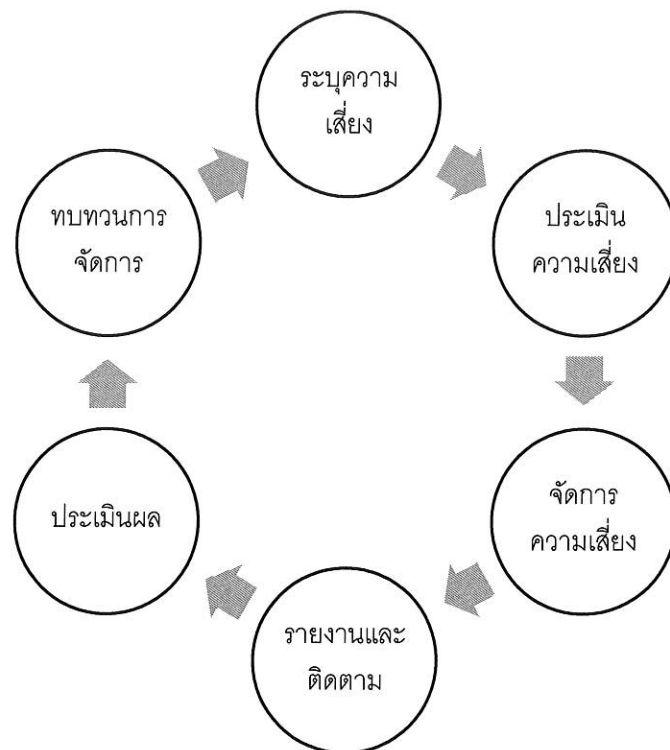 ระบุความ
เสี่ยง
ประเมิน
ความเสี่ยง
จัดการ
ความเสี่ยง
รายงานและ
ติดตาม
ประเมินผล
ทบทวนการ
จัดการ